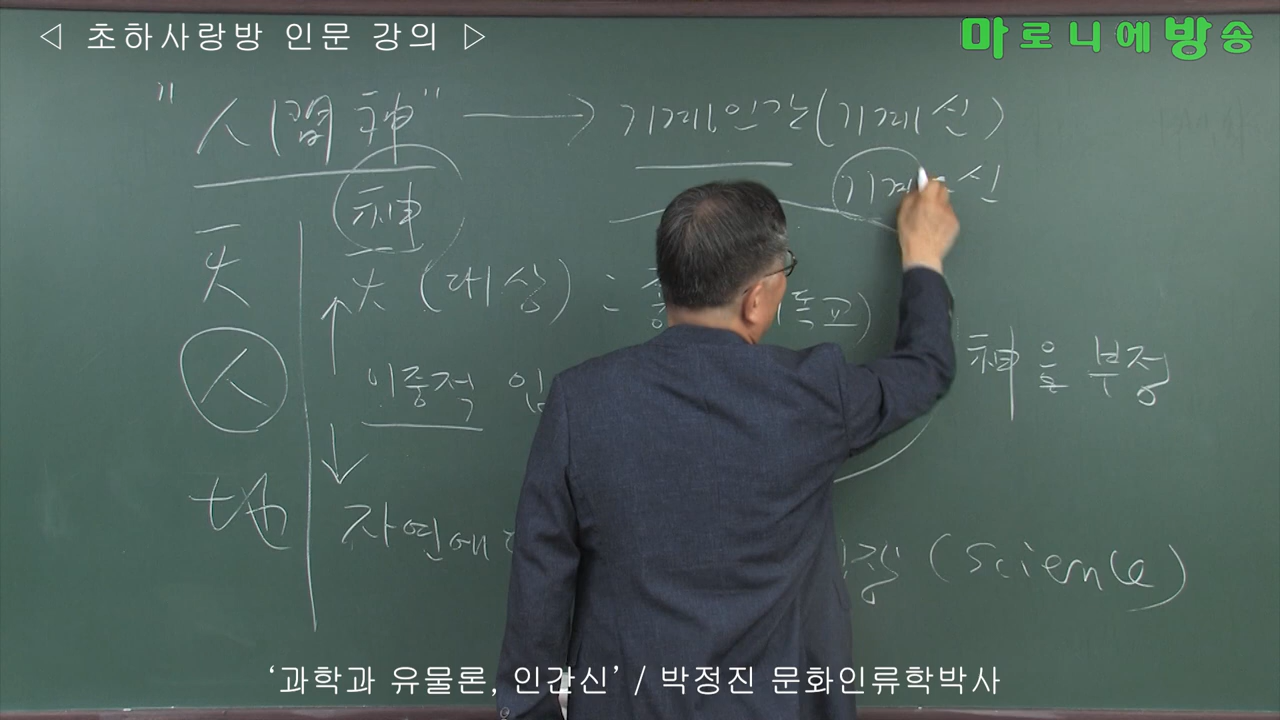 ◁ 초하사랑방 인문 강의 ▷
마로니에방송
"人間神" → 기계인간(기계신)
神 기계 신
天 大 (대상) : 독교)
人 이중적 神을 부정
地 자연에 (Science)
‘과학과 유물론, 인간신’ / 박정진 문화인류학박사